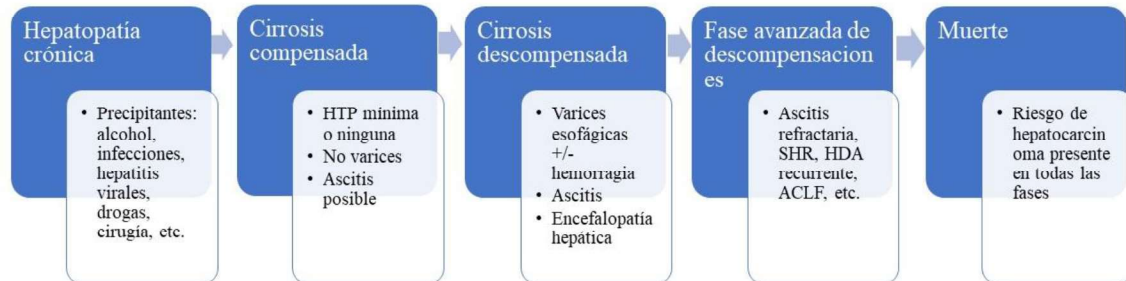 Hepatopatía
crónica
• Precipitantes:
alcohol,
infecciones,
hepatitis
virales,
drogas,
cirugía, etc.
Cirrosis
compensada
• HTP mínima
o ninguna
• No varices
• Ascitis
posible
Cirrosis
descompensada
• Varices
esofágicas
+/-
hemorragia
• Ascitis
• Encefalopatía
hepática
Fase avanzada de
descompensacion
es
• Ascitis
refractaria,
SHR, HDA
recurrente,
ACLF, etc.
Muerte
• Riesgo de
hepatocarcin
oma presente
en todas las
fases